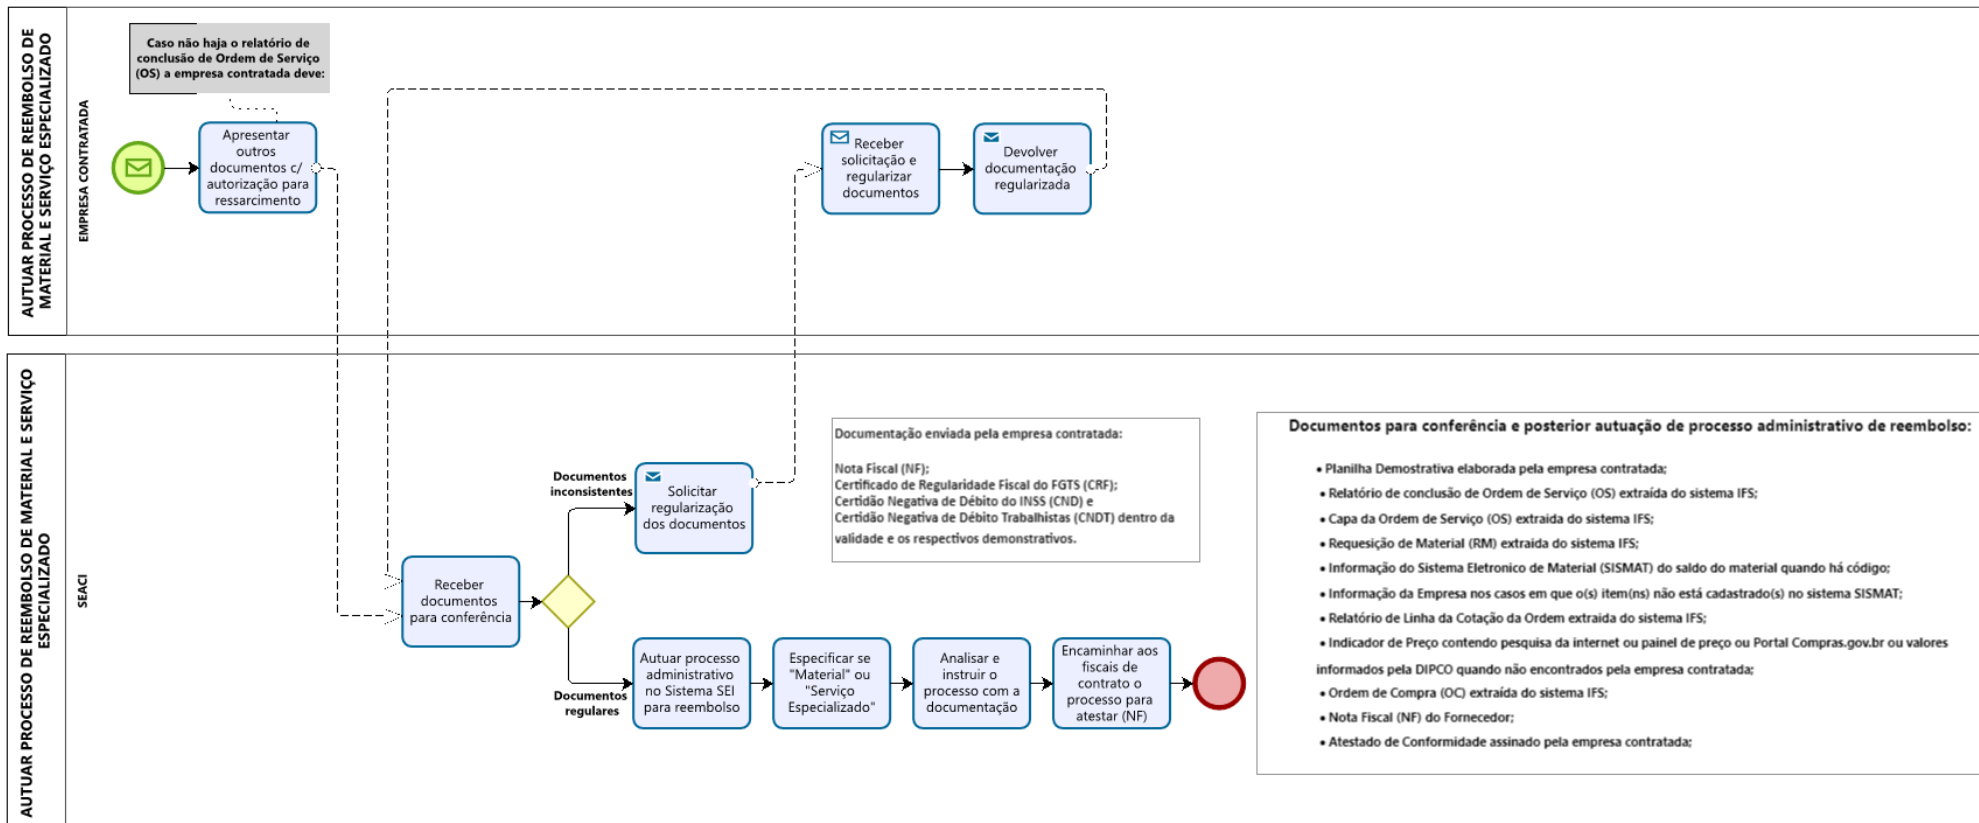 AUTUAR PROCESSO DE REEMBOLSO DE
MATERIAL E SERVIÇO ESPECIALIZADO
EMPRESA CONTRATADA
Caso não haja o relatório de
conclusão de Ordem de Serviço
(OS) a empresa contratada deve:
Apresentar
outros
documentos c/
autorização para
ressarcimento
Receber
solicitação e
regularizar
documentos
Devolver
documentação
regularizada
AUTUAR PROCESSO DE REEMBOLSO DE MATERIAL E SERVIÇO
ESPECIALIZADO
SEACI
Receber
documentos
para conferência
Documentos
inconsistentes
Solicitar
regularização
dos documentos
Documentos
regulares
Autuar processo
administrativo
no Sistema SEI
para reembolso
Especificar se
"Material" ou
"Serviço
Especializado"
Analisar e
instruir o
processo com a
documentação
Encaminhar aos
fiscais de
contrato o
processo para
atestar (NF)
Documentação enviada pela empresa contratada:
Nota Fiscal (NF);
Certificado de Regularidade Fiscal do FGTS (CRF);
Certidão Negativa de Débito do INSS (CND) e
Certidão Negativa de Débito Trabalhistas (CNDT) dentro da
validade e os respectivos demonstrativos.
Documentos para conferência e posterior autuação de processo administrativo de reembolso:
• Planilha Demostrativa elaborada pela empresa contratada;
• Relatório de conclusão de Ordem de Serviço (OS) extraída do sistema IFS;
• Capa da Ordem de Serviço (OS) extraida do sistema IFS;
• Requesição de Material (RM) extraida do sistema IFS;
• Informação do Sistema Eletronico de Material (SISMAT) do saldo do material quando há código;
• Informação da Empresa nos casos em que o(s) item(ns) não está cadastrado(s) no sistema SISMAT;
• Relatório de Linha da Cotação da Ordem extraida do sistema IFS;
• Indicador de Preço contendo pesquisa da internet ou painel de preço ou Portal Compras.gov.br ou valores
informados pela DIPCO quando não encontrados pela empresa contratada;
• Ordem de Compra (OC) extraída do sistema IFS;
• Nota Fiscal (NF) do Fornecedor;
• Atestado de Conformidade assinado pela empresa contratada;